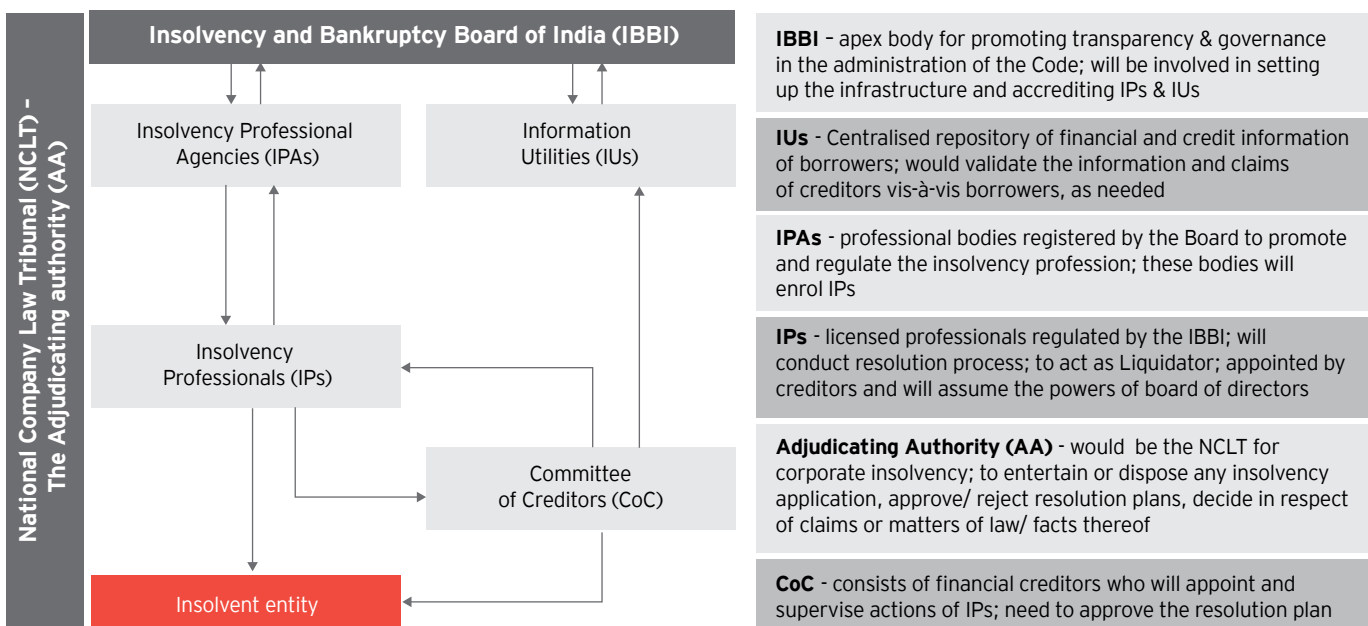 National Company Law Tribunal (NCLT) –
The Adjudicating authority (AA)
Insolvency and Bankruptcy Board of India (IBBI)
Insolvency Professional
Agencies (IPAs)
Information
Utilities (IUs)
Insolvency
Professionals (IPs)
Committee
of Creditors (CoC)
Insolvent entity
IBBI – apex body for promoting transparency & governance
in the administration of the Code; will be involved in setting
up the infrastructure and accrediting IPs & IUs
IUs - Centralised repository of financial and credit information
of borrowers; would validate the information and claims
of creditors vis-à-vis borrowers, as needed
IPAs - professional bodies registered by the Board to promote
and regulate the insolvency profession; these bodies will
enrol IPs
IPs - licensed professionals regulated by the IBBI; will
conduct resolution process; to act as Liquidator; appointed by
creditors and will assume the powers of board of directors
Adjudicating Authority (AA) - would be the NCLT for
corporate insolvency; to entertain or dispose any insolvency
application, approve/ reject resolution plans, decide in respect
of claims or matters of law/ facts thereof
CoC - consists of financial creditors who will appoint and
supervise actions of IPs; need to approve the resolution plan